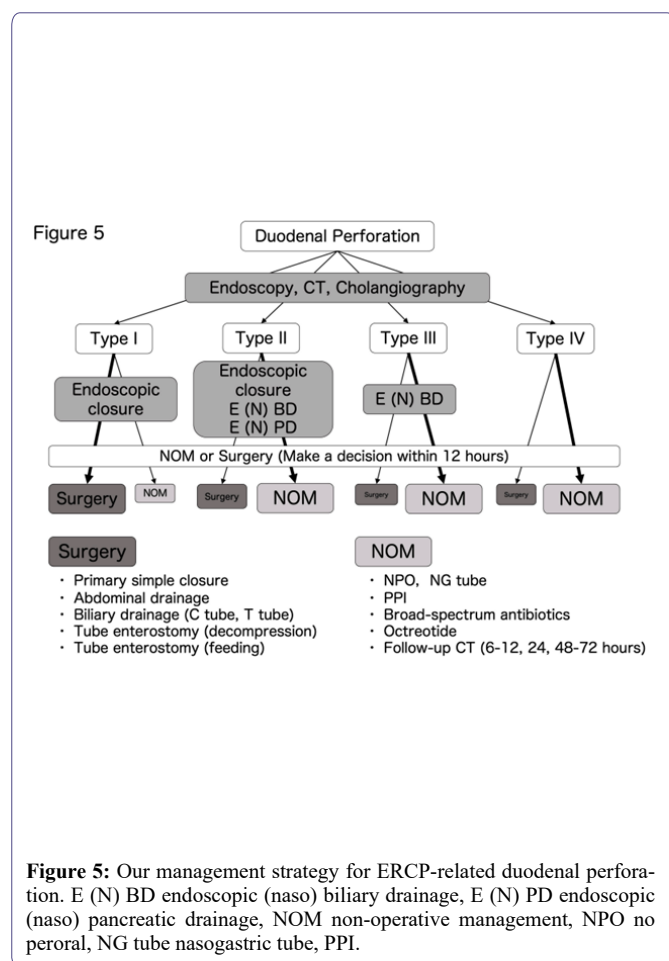 Figure 5
Duodenal Perforation
Endoscopy, CT, Cholangiography
Type I
Type II
Type III
Type IV
Endoscopic
closure
Endoscopic
closure
E (N) BD
E (N) PD
E (N) BD
NOM or Surgery (Make a decision within 12 hours)
Surgery
NOM
Surgery
NOM
Surgery
NOM
Surgery
NOM
Surgery
・ Primary simple closure
・ Abdominal drainage
・ Biliary drainage (C tube, T tube)
・ Tube enterostomy (decompression)
・ Tube enterostomy (feeding)
NOM
・ NPO, NG tube
・ PPI
・ Broad-spectrum antibiotics
・ Octreotide
・ Follow-up CT (6-12, 24, 48-72 hours)
Figure 5: Our management strategy for ERCP-related duodenal perfora-
tion. E (N) BD endoscopic (naso) biliary drainage, E (N) PD endoscopic
(naso) pancreatic drainage, NOM non-operative management, NPO no
peroral, NG tube nasogastric tube, PPI.